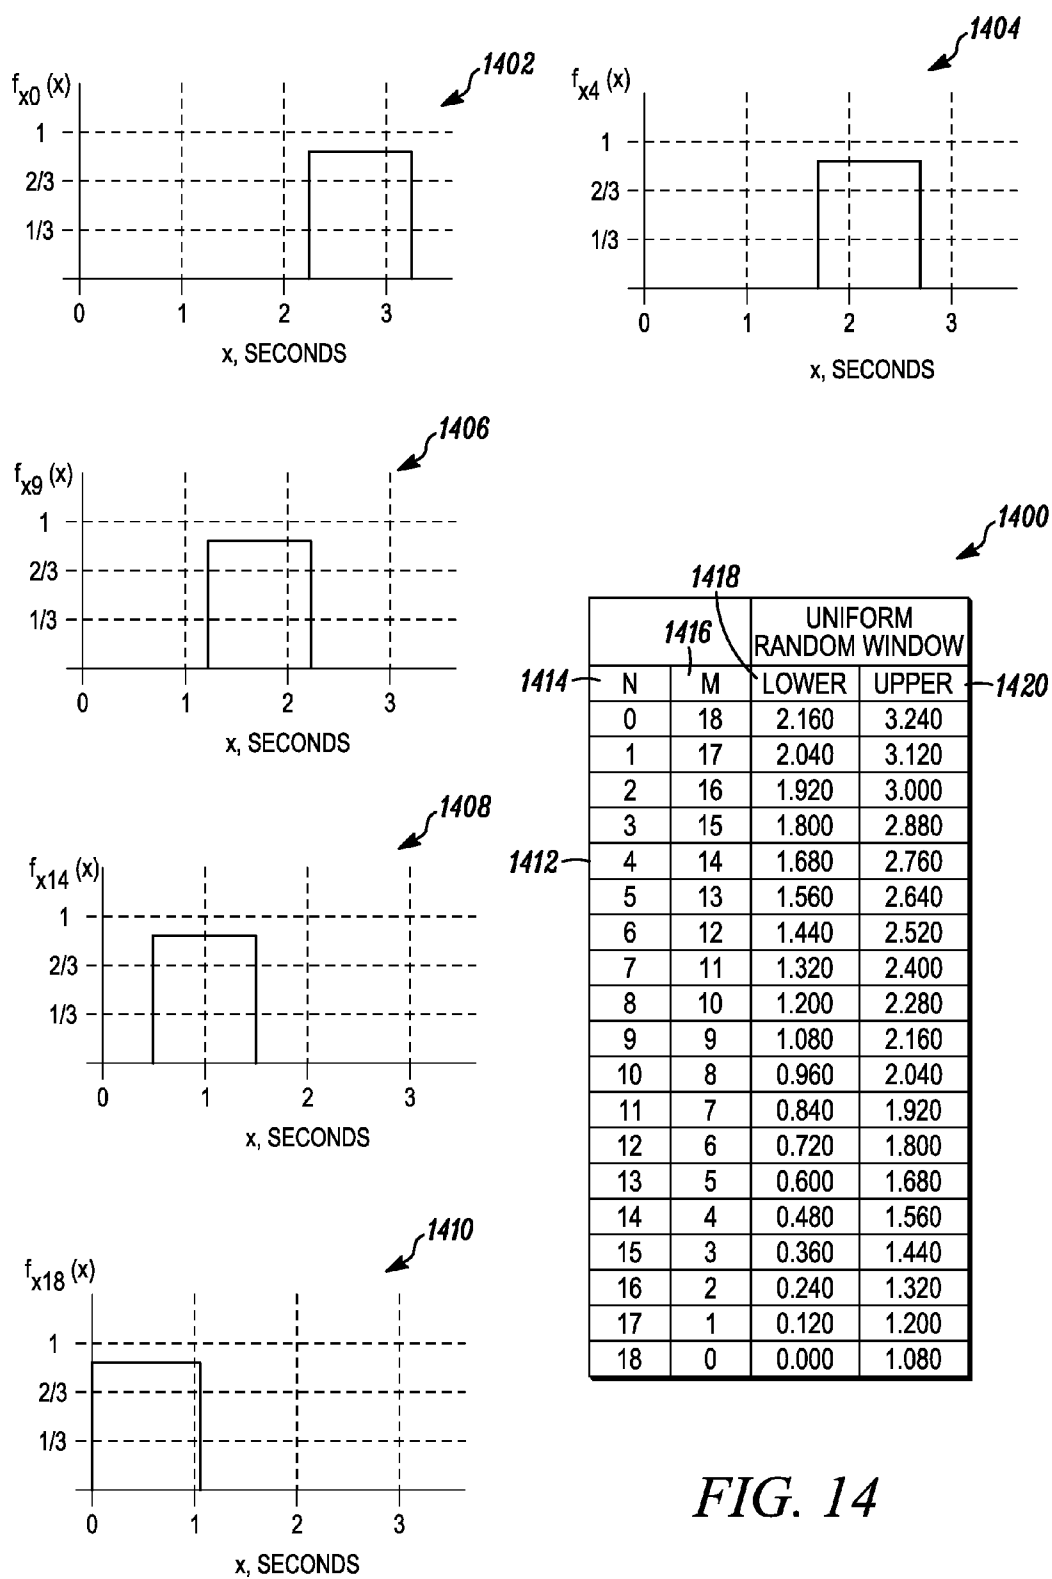 1402
f x0 (x)
1
2/3
1/3
0 1 2 3
x, SECONDS
1404
f x4 (x)
1
2/3
1/3
0 1 2 3
x, SECONDS
1406
f x9 (x)
1
2/3
1/3
0 1 2 3
x, SECONDS
1408
f x14 (x)
1
2/3
1/3
0 1 2 3
x, SECONDS
1410
f x18 (x)
1
2/3
1/3
0 1 2 3
x, SECONDS
1400
1418
1416
UNIFORM
RANDOM WINDOW
1414 N M LOWER UPPER 1420
0 18 2.160 3.240
1 17 2.040 3.120
2 16 1.920 3.000
3 15 1.800 2.880
1412 4 14 1.680 2.760
5 13 1.560 2.640
6 12 1.440 2.520
7 11 1.320 2.400
8 10 1.200 2.280
9 9 1.080 2.160
10 8 0.960 2.040
11 7 0.840 1.920
12 6 0.720 1.800
13 5 0.600 1.680
14 4 0.480 1.560
15 3 0.360 1.440
16 2 0.240 1.320
17 1 0.120 1.200
18 0 0.000 1.080
FIG. 14